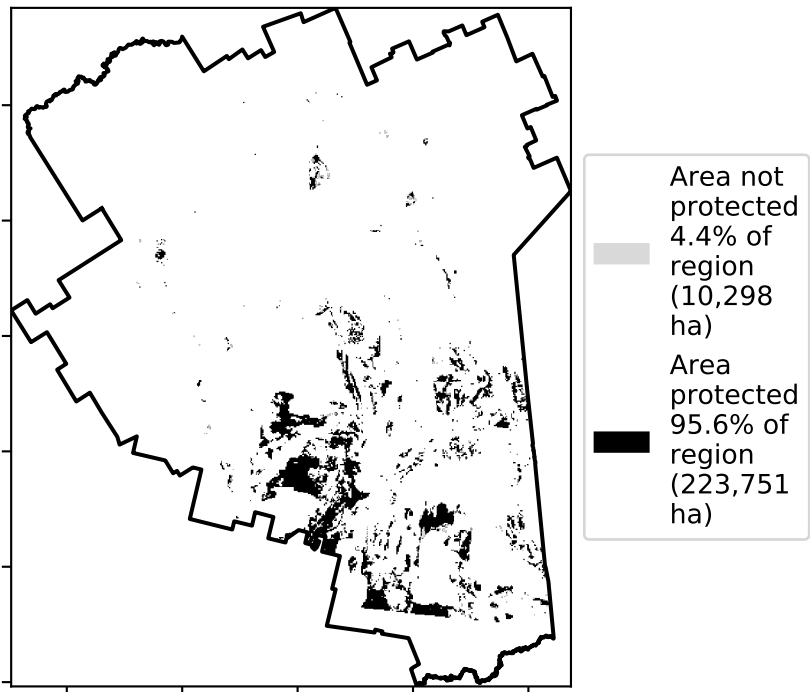 Area not
protected
4.4% of
region
(10,298
ha)
Area
protected
95.6% of
region
(223,751
ha)